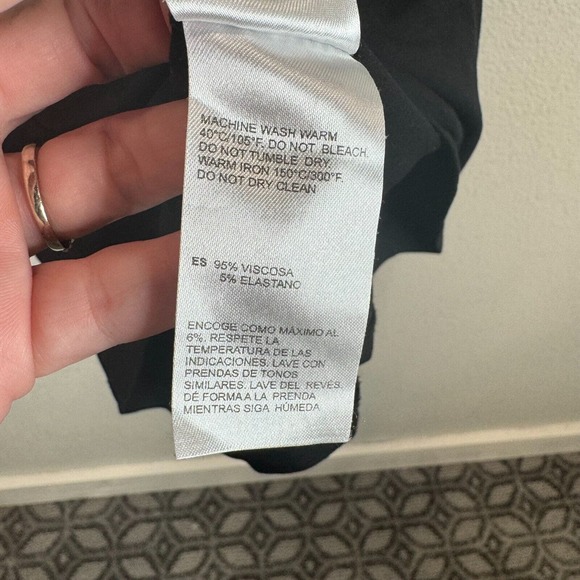 MACHINE WASH WARM
40°C/105°F. DO NOT BLEACH.
DO NOT TUMBLE DRY.
WARM IRON 150°C/300°F.
DO NOT DRY CLEAN
ES 95% VISCOSA
5% ELASTANO
ENCOGE COMO MÁXIMO AL
6%. RESPETE LA
TEMPERATURA DE LAS
INDICACIONES. LAVE CON
PRENDAS DE TONOS
SIMILARES. LAVE DEL REVÉS.
DÉ FORMA A LA PRENDA
MIENTRAS SIGA HÚMEDA